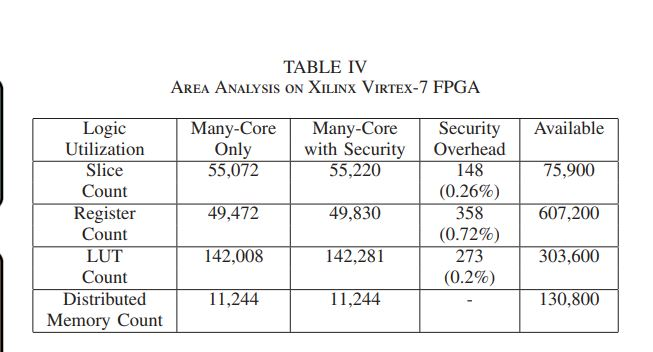 TABLE IV
AREA ANALYSIS ON XILINX VIRTEX-7 FPGA
Logic Utilization | Many-Core Only | Many-Core with Security | Security Overhead | Available
Slice Count | 55,072 | 55,220 | 148 (0.26%) | 75,900
Register Count | 49,472 | 49,830 | 358 (0.72%) | 607,200
LUT Count | 142,008 | 142,281 | 273 (0.2%) | 303,600
Distributed Memory Count | 11,244 | 11,244 | - | 130,800